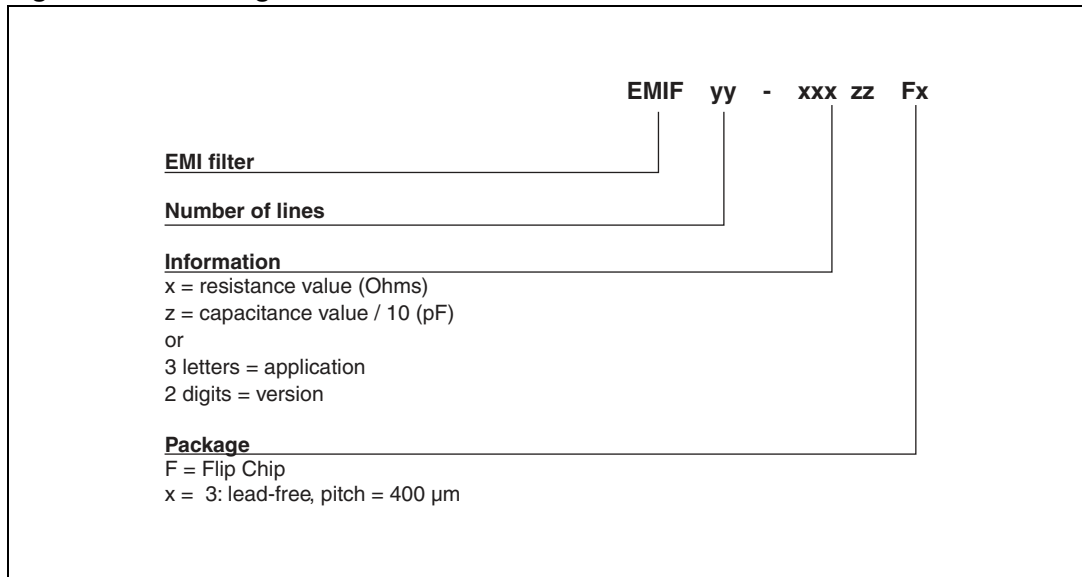 EMIF yy - xxx zz Fx
EMI filter
Number of lines
Information
x = resistance value (Ohms)
z = capacitance value / 10 (pF)
or
3 letters = application
2 digits = version
Package
F = Flip Chip
x = 3: lead-free, pitch = 400 µm